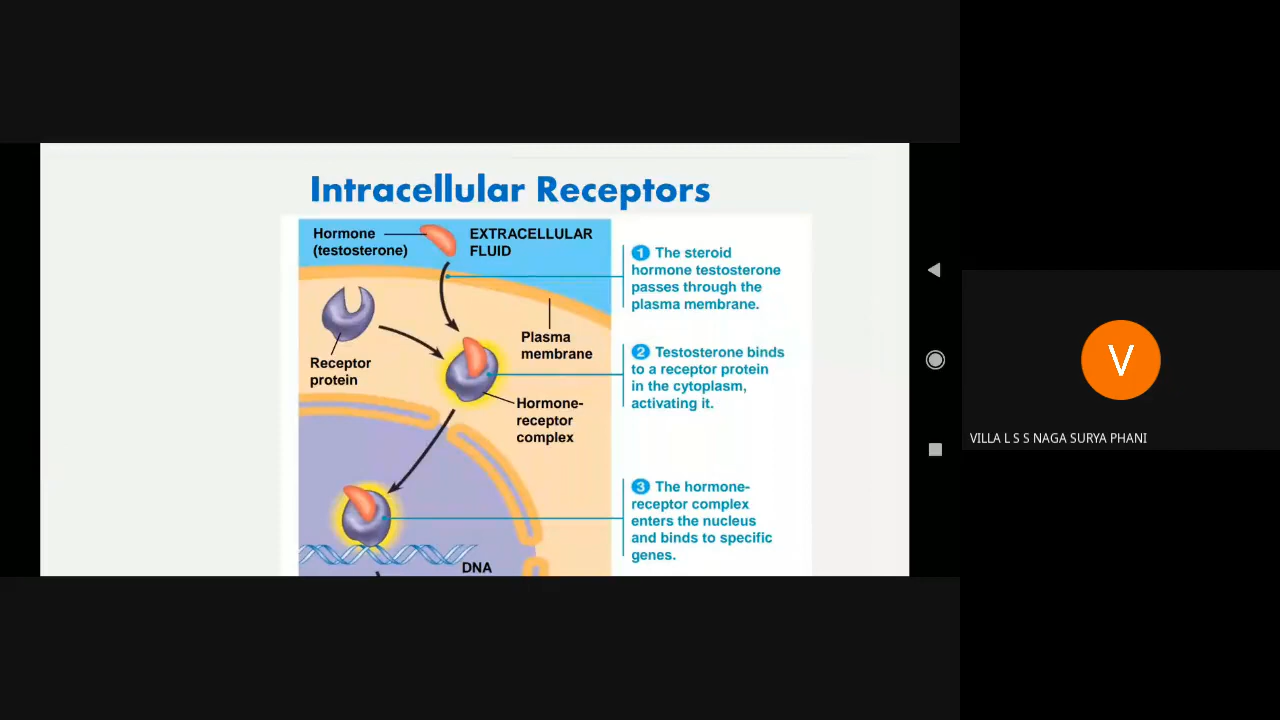 Intracellular Receptors
Hormone
(testosterone)
EXTRACELLULAR
FLUID
1 The steroid
hormone testosterone
passes through the
plasma membrane.
Plasma
membrane
Receptor
protein
2 Testosterone binds
to a receptor protein
in the cytoplasm,
activating it.
Hormone-
receptor
complex
3 The hormone-
receptor complex
enters the nucleus
and binds to specific
genes.
DNA
V
VILLA L S S NAGA SURYA PHANI